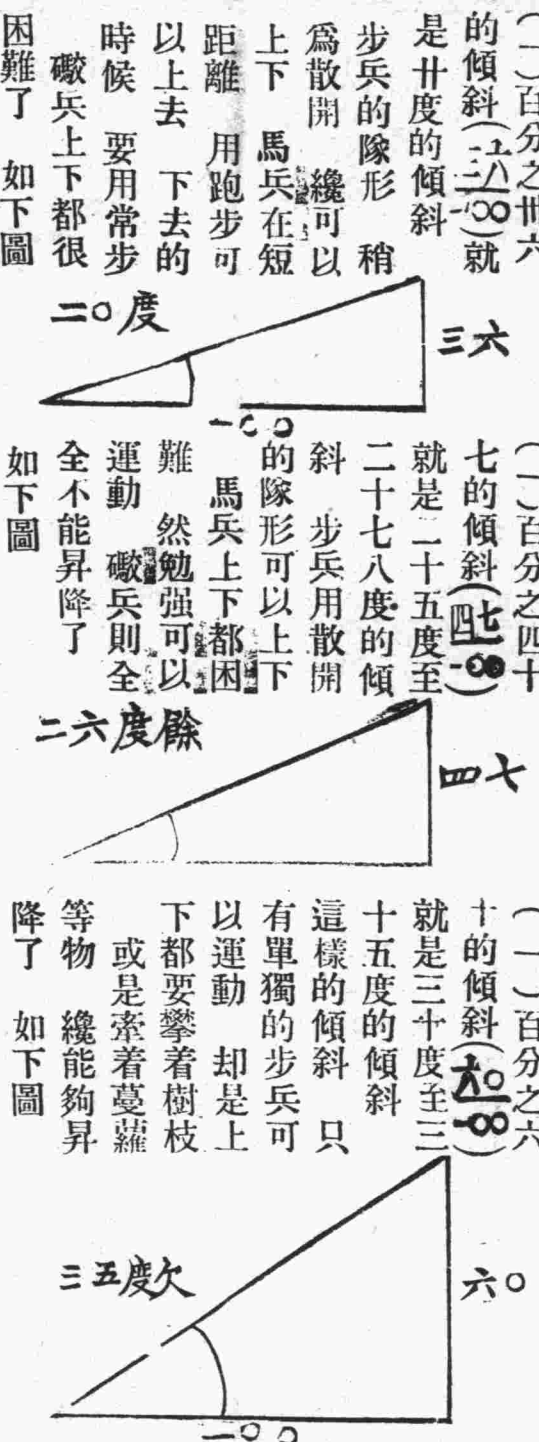 （一）百分之卅六
的傾斜（三六/一〇〇）就
是廿度的傾斜
步兵的隊形　稍
爲散開　纔可以
上下　馬兵在短
距離　用跑步可
以上去　下去的
時候　要用常步
礮兵上下都很
困難了　如下圖
二〇度
三六
一〇〇
（一）百分之四十
七的傾斜（四七/一〇〇）
就是二十五度至
二十七八度的傾
斜　步兵用散開
的隊形可以上下
馬兵上下都困
難　然勉强可以
運動　礮兵則全
全不能昇降了
如下圖
二六度餘
四七
（一）百分之六
十的傾斜（六〇/一〇〇）
就是三十度至三
十五度的傾斜
這樣的傾斜　只
有單獨的步兵可
以運動　却是上
下都要攀着樹枝
或是牽着蔓蘿
等物　纔能夠昇
降了　如下圖
三五度欠
六〇
一〇〇